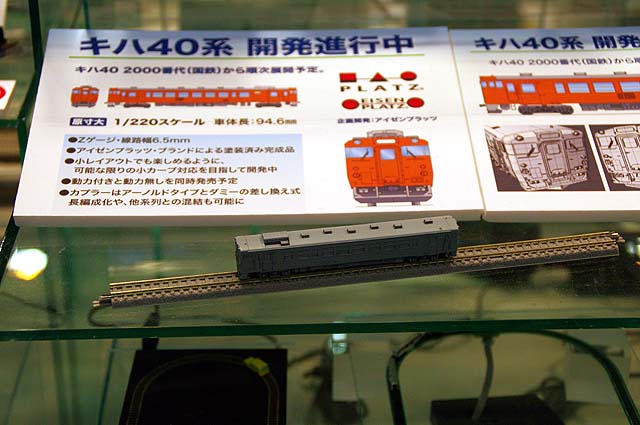 キハ40系 開発進行中
キハ40 2000番代(国鉄)から順次展開予定。
原寸大 1/220スケール 車体長:94.6mm
PLATZ.
EISEN
PLATZ
企画開発:アイゼンプラッツ
●Zゲージ・線路幅6.5mm
●アイゼンプラッツ・ブランドによる塗装済み完成品
●小レイアウトでも楽しめるように、
可能な限りの小カーブ対応を目指して開発中
●動力付きと動力無しを同時発売予定
●カプラーはアーノルドタイプとダミーの差し換え式
長編成化や、他系列との混結も可能に
キハ40系 開発
キハ40 2000番代(国鉄)から順